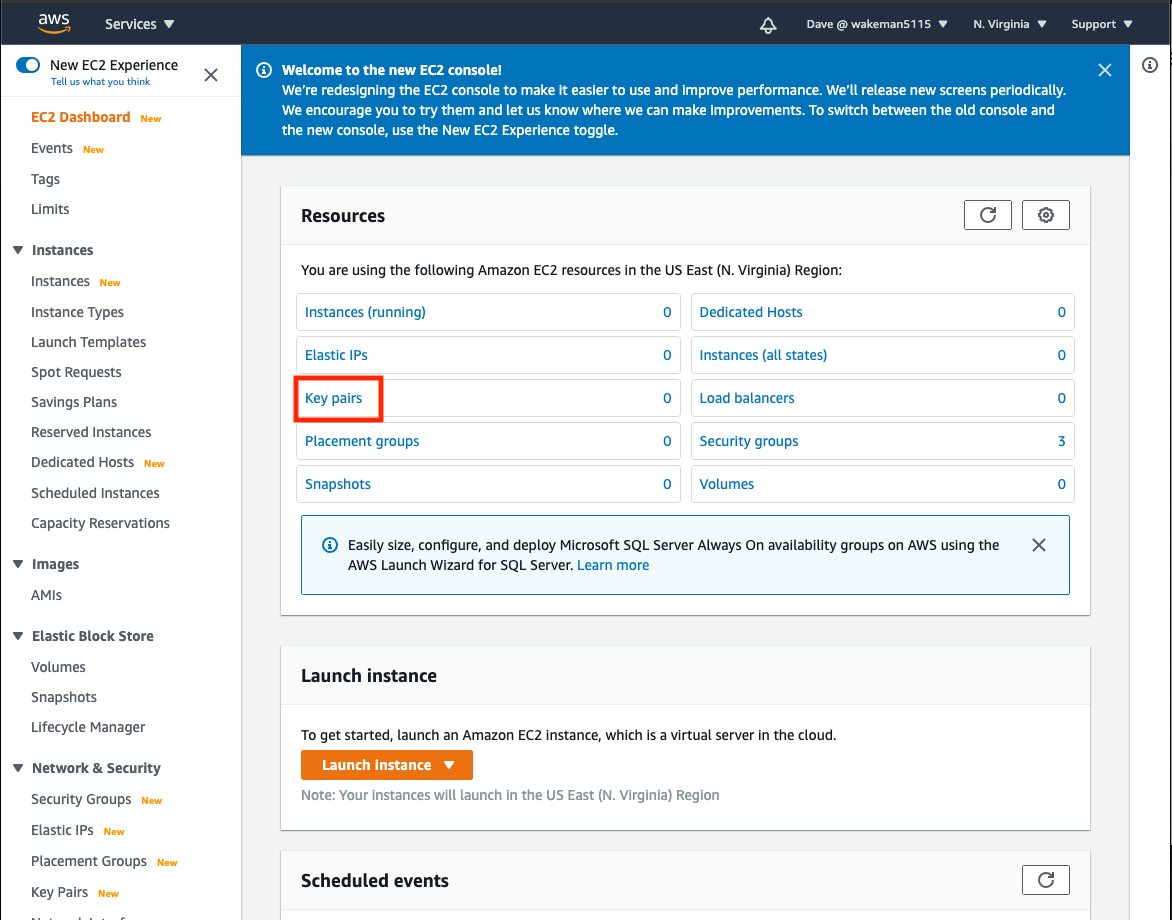 aws
Services
Dave @ wakeman5115
N. Virginia
Support
New EC2 Experience
Tell us what you think
EC2 Dashboard New
Events New
Tags
Limits
Instances
Instances New
Instance Types
Launch Templates
Spot Requests
Savings Plans
Reserved Instances
Dedicated Hosts New
Scheduled Instances
Capacity Reservations
Images
AMIs
Elastic Block Store
Volumes
Snapshots
Lifecycle Manager
Network & Security
Security Groups New
Elastic IPs New
Placement Groups New
Key Pairs New
Welcome to the new EC2 console!
We're redesigning the EC2 console to make it easier to use and improve performance. We'll release new screens periodically.
We encourage you to try them and let us know where we can make improvements. To switch between the old console and
the new console, use the New EC2 Experience toggle.
Resources
You are using the following Amazon EC2 resources in the US East (N. Virginia) Region:
Instances (running) 0
Dedicated Hosts 0
Elastic IPs 0
Instances (all states) 0
Key pairs 0
Load balancers 0
Placement groups 0
Security groups 3
Snapshots 0
Volumes 0
Easily size, configure, and deploy Microsoft SQL Server Always On availability groups on AWS using the
AWS Launch Wizard for SQL Server. Learn more
Launch instance
To get started, launch an Amazon EC2 instance, which is a virtual server in the cloud.
Launch instance
Note: Your instances will launch in the US East (N. Virginia) Region
Scheduled events